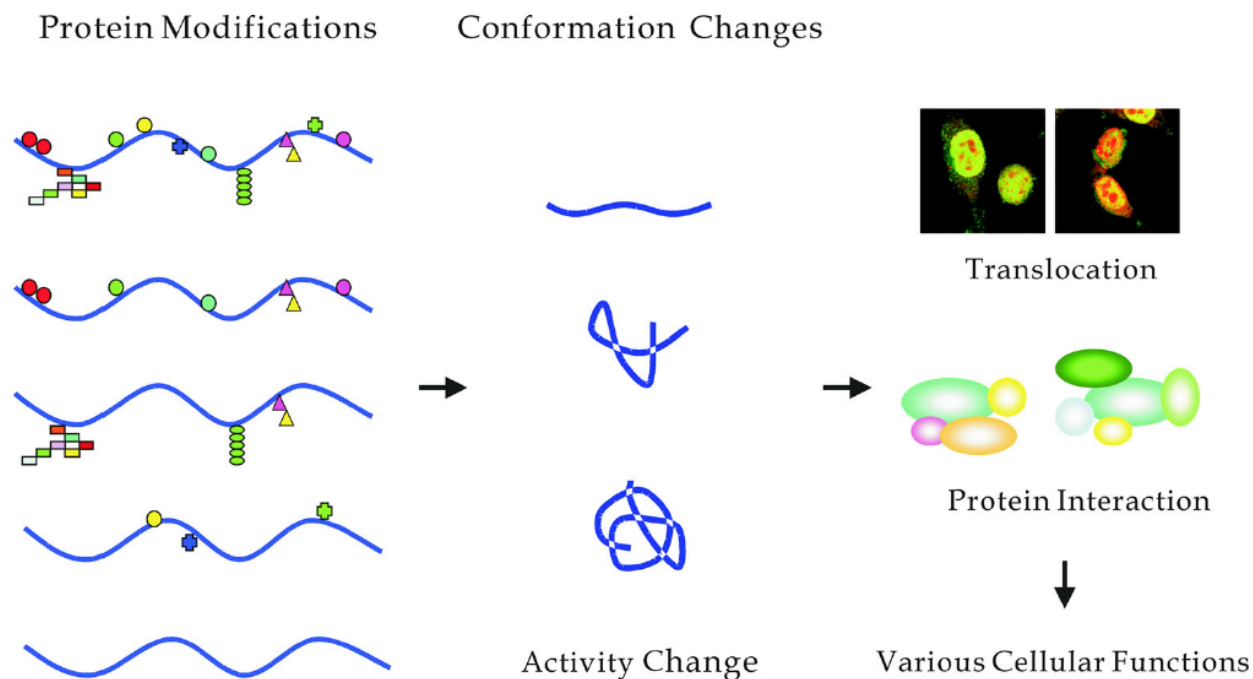 Protein Modifications
Conformation Changes
Translocation
Protein Interaction
Activity Change
Various Cellular Functions